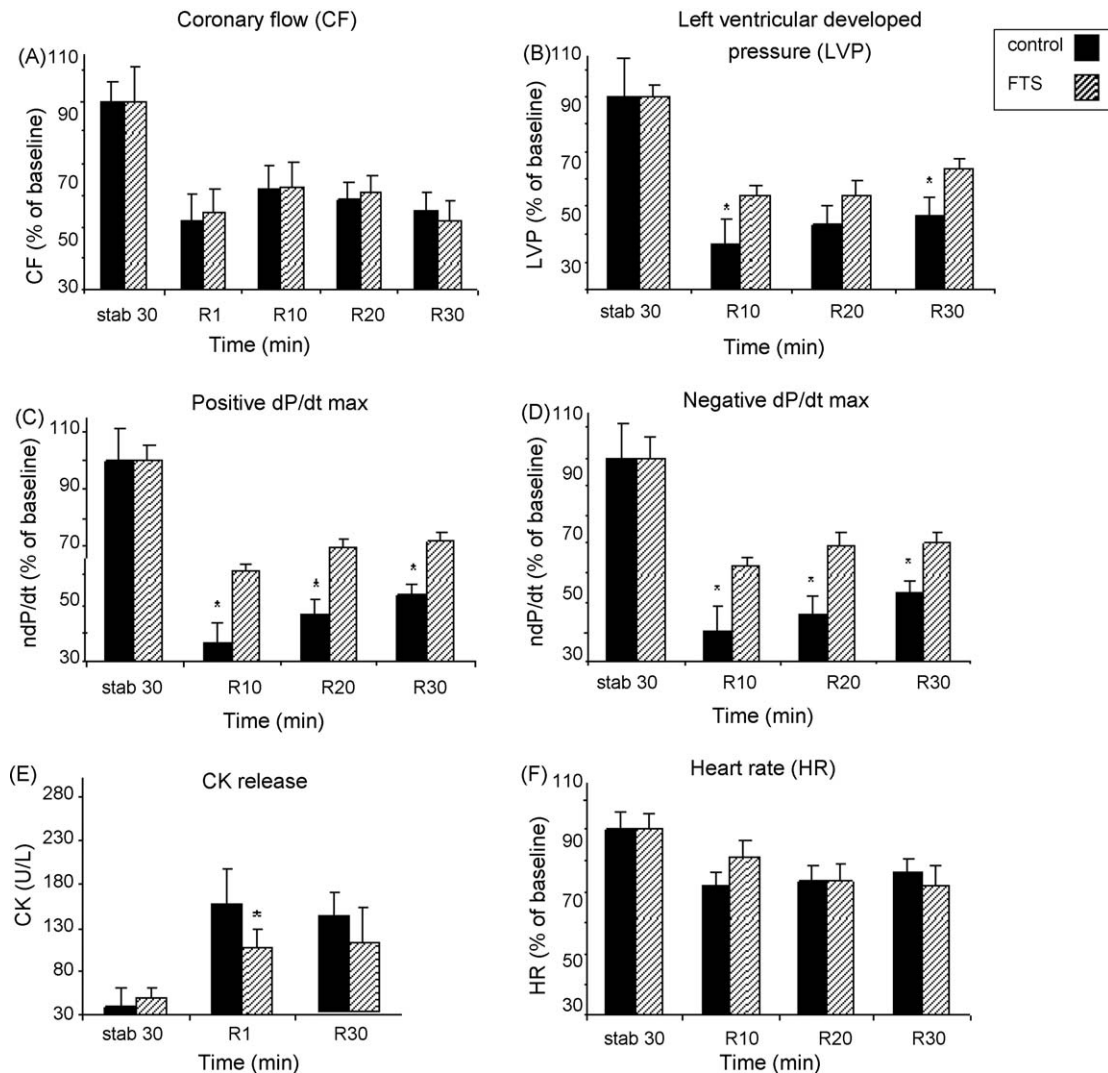 Coronary flow (CF)
(A)
110
90
70
50
30
CF (% of baseline)
stab 30 R1 R10 R20 R30
Time (min)
Left ventricular developed
pressure (LVP)
(B)
110
90
70
50
30
LVP (% of baseline)
*
*
stab 30 R10 R20 R30
Time (min)
control
FTS
Positive dP/dt max
(C)
110
90
70
50
30
ndP/dt (% of baseline)
*
*
*
stab 30 R10 R20 R30
Time (min)
Negative dP/dt max
(D)
110
90
70
50
30
ndP/dt (% of baseline)
*
*
*
stab 30 R10 R20 R30
Time (min)
CK release
(E)
280
230
180
130
80
30
CK (U/L)
*
stab 30 R1 R30
Time (min)
Heart rate (HR)
(F)
110
90
70
50
30
HR (% of baseline)
stab 30 R10 R20 R30
Time (min)